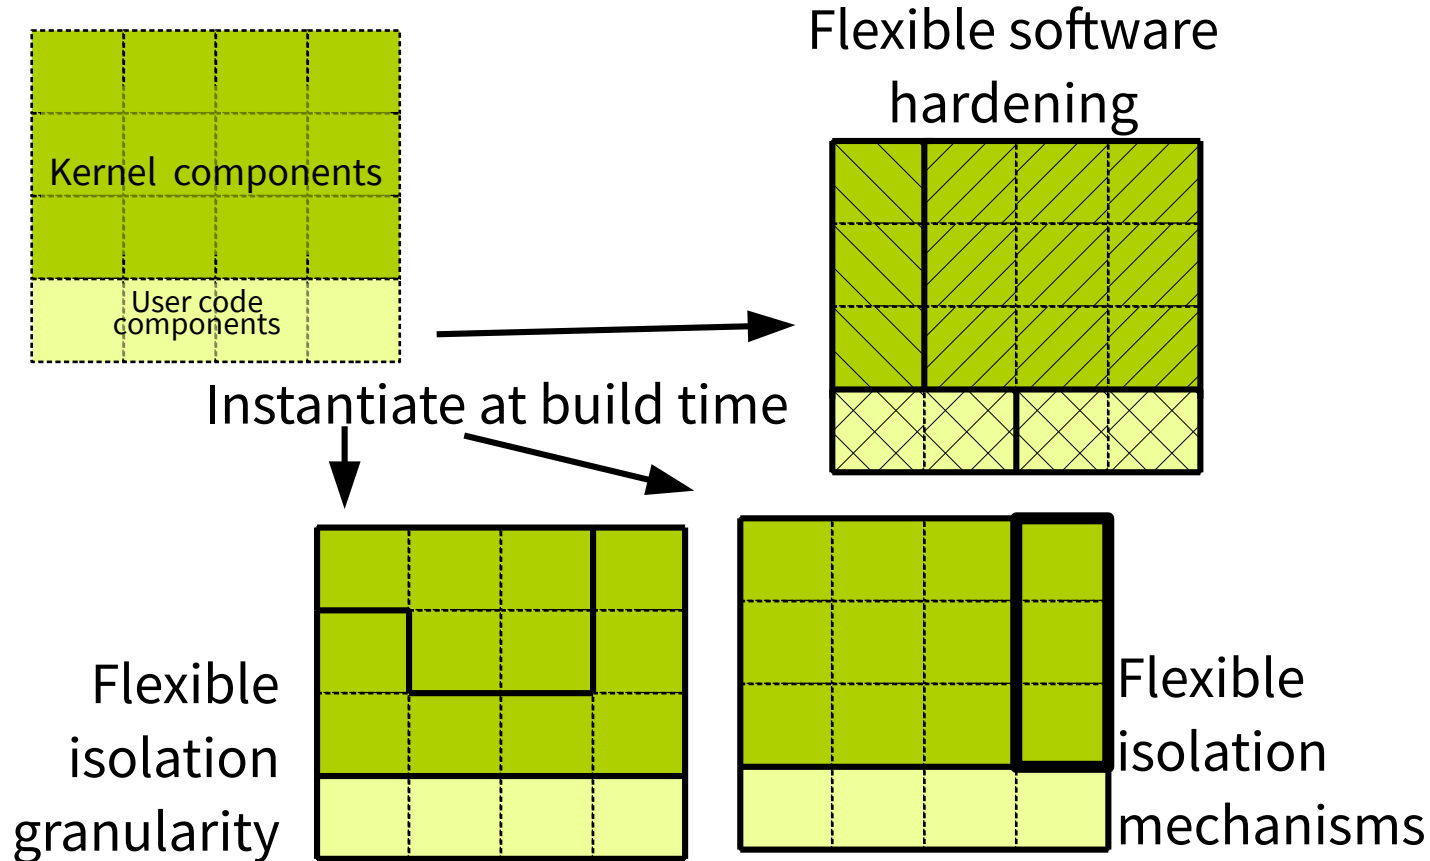 Flexible software
hardening
Kernel components
User code
components
Instantiate at build time
Flexible
isolation
granularity
Flexible
isolation
mechanisms